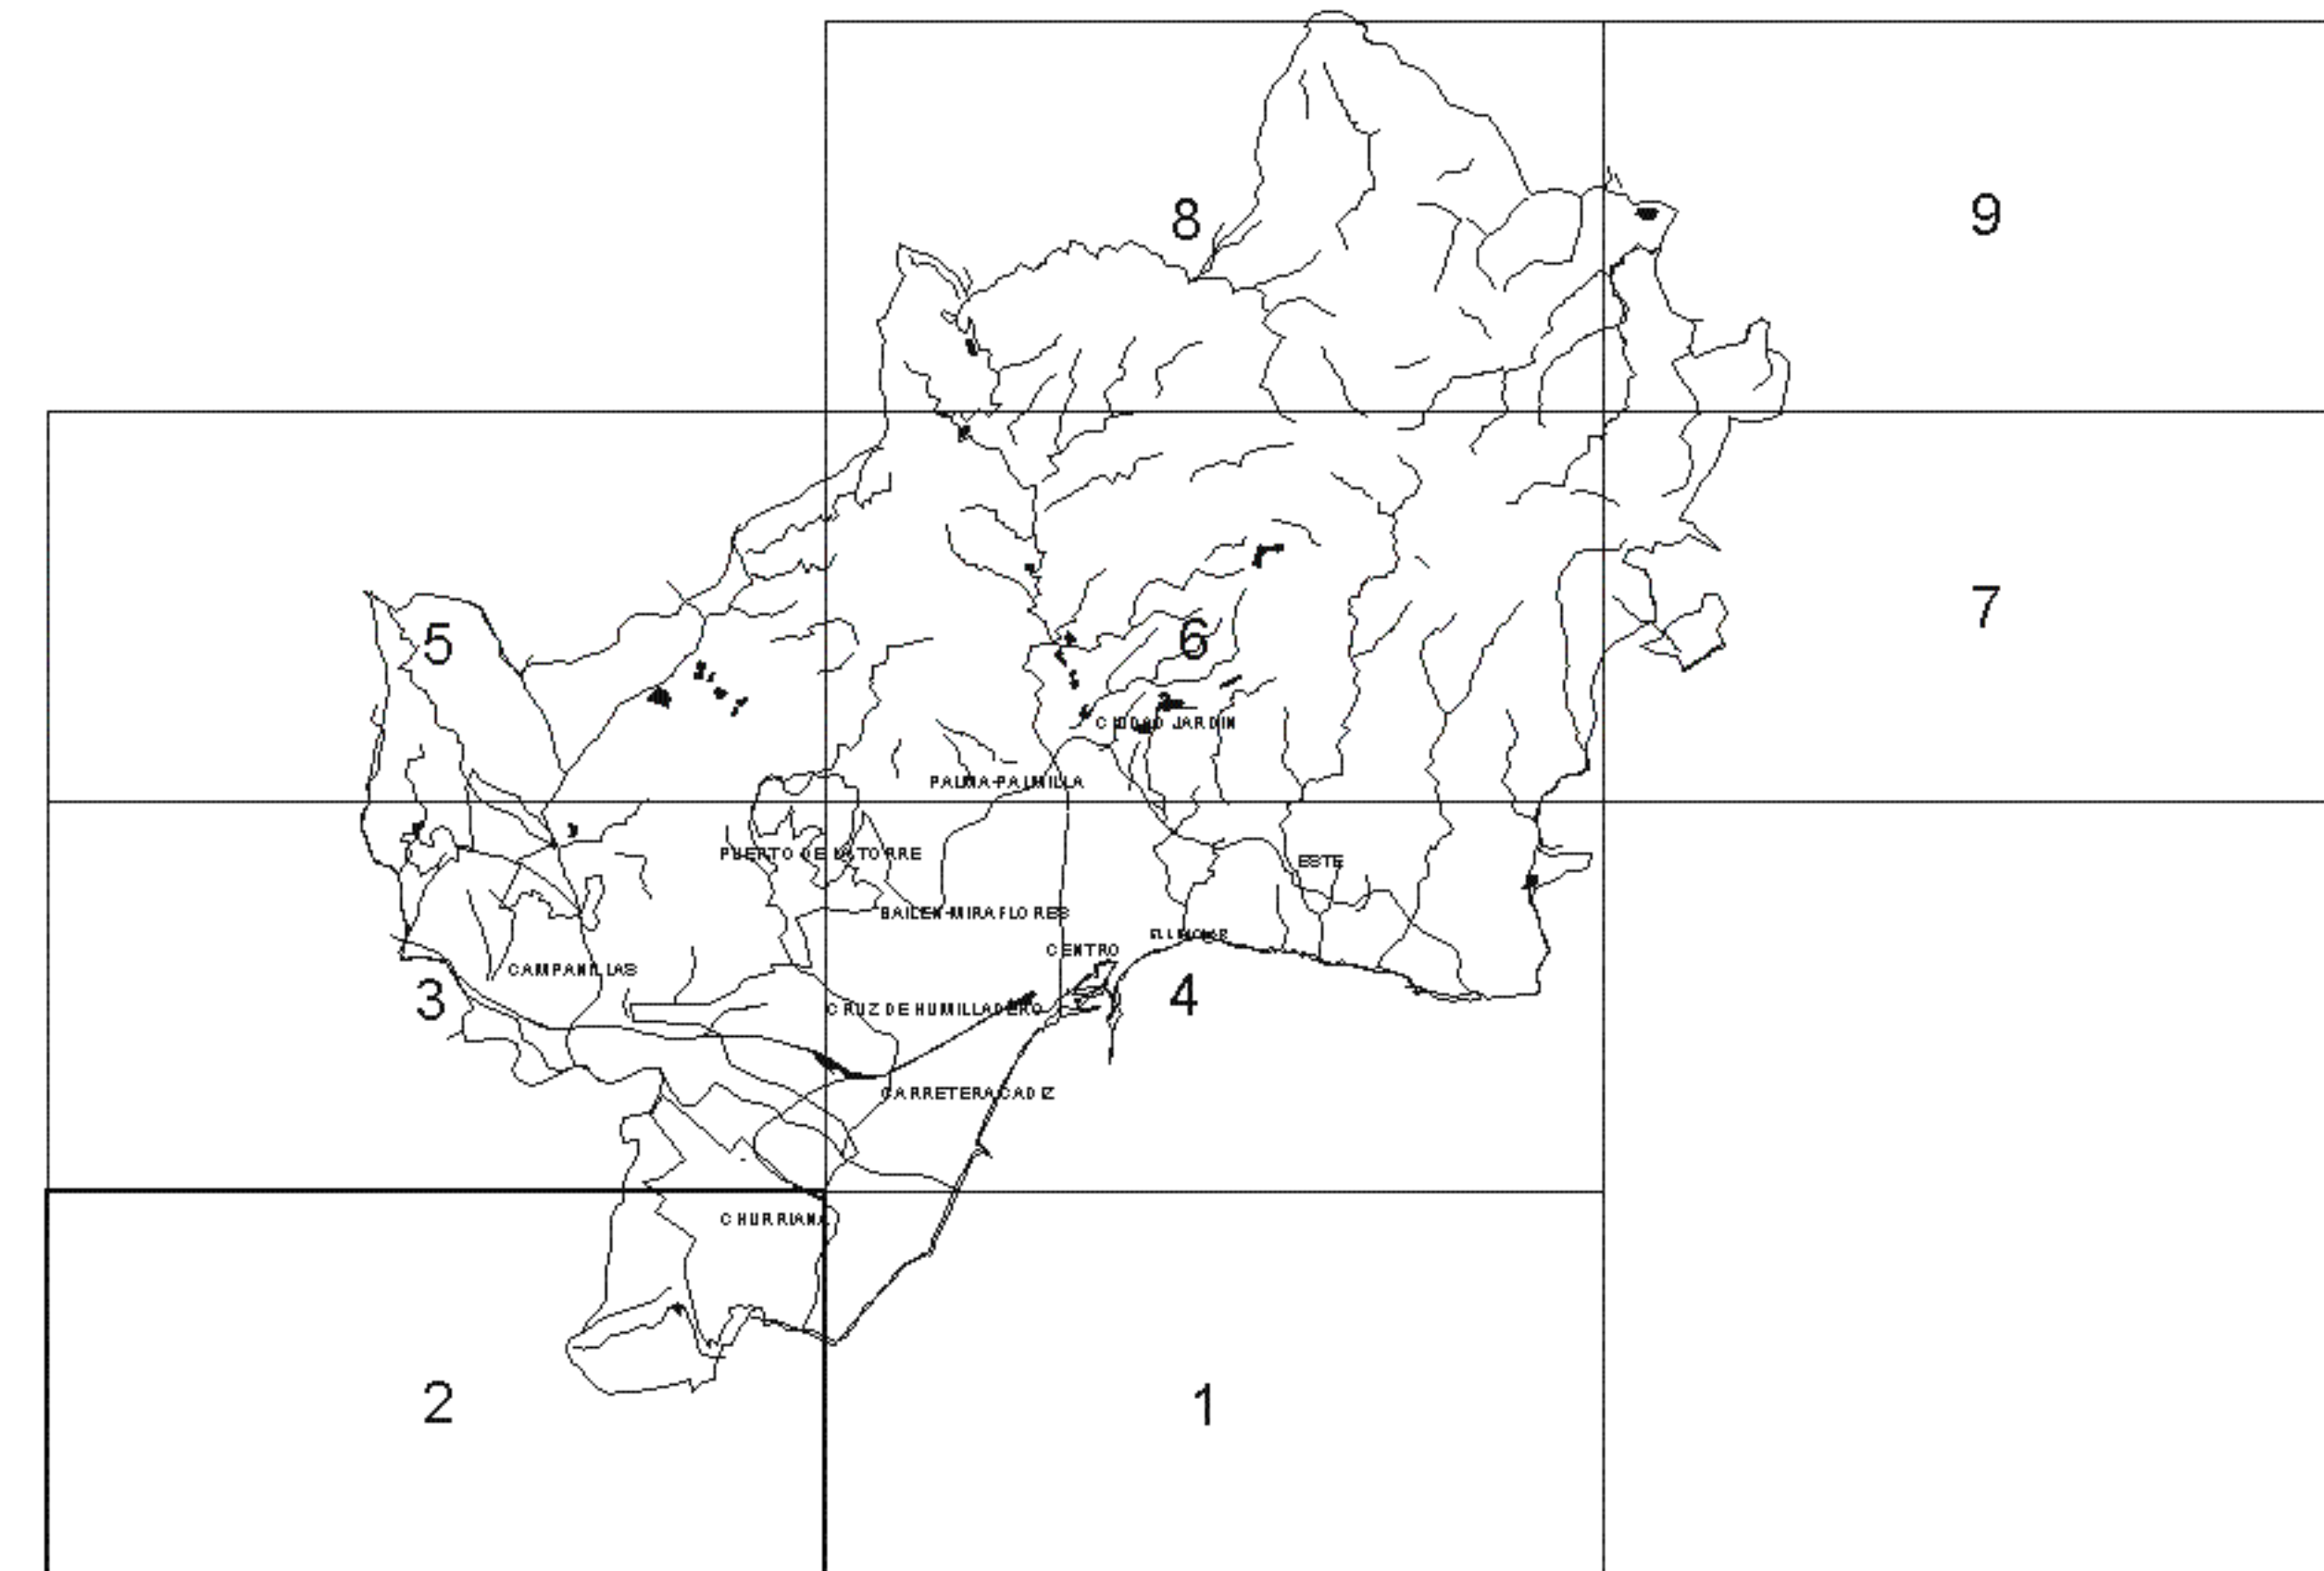 8
9
5
6
7
CIUDAD JARDIN
PALMA-PALMILLA
PUERTO DE LA TORRE
ESTE
BAILEN-MIRAFLORES
CENTRO
CAMPANILLAS
3
4
CRUZ DE HUMILLADERO
CARRETERA CADIZ
CHURRIANA
2
1